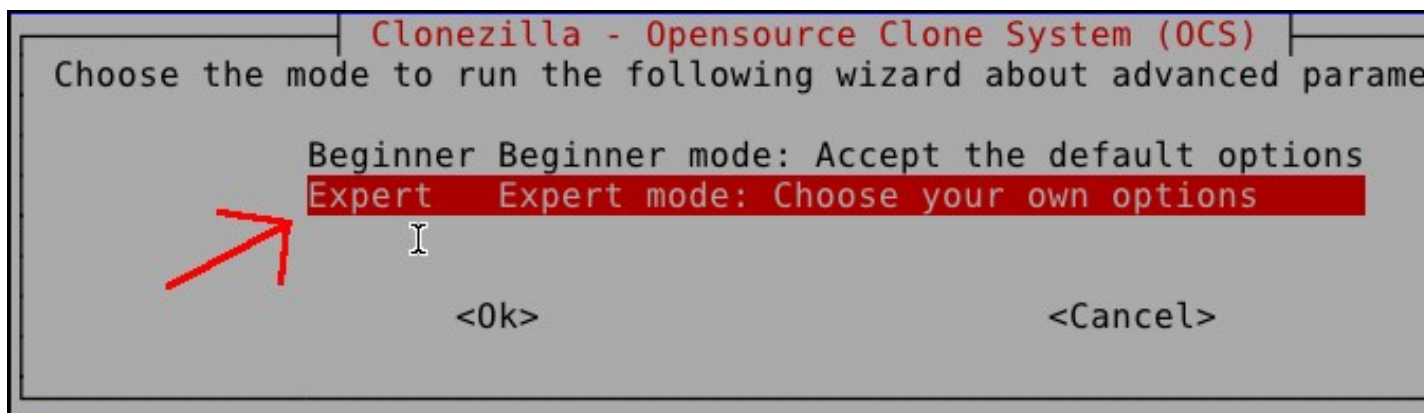 Clonezilla - Opensource Clone System (OCS)
Choose the mode to run the following wizard about advanced parame
Beginner Beginner mode: Accept the default options
Expert Expert mode: Choose your own options
<Ok> <Cancel>